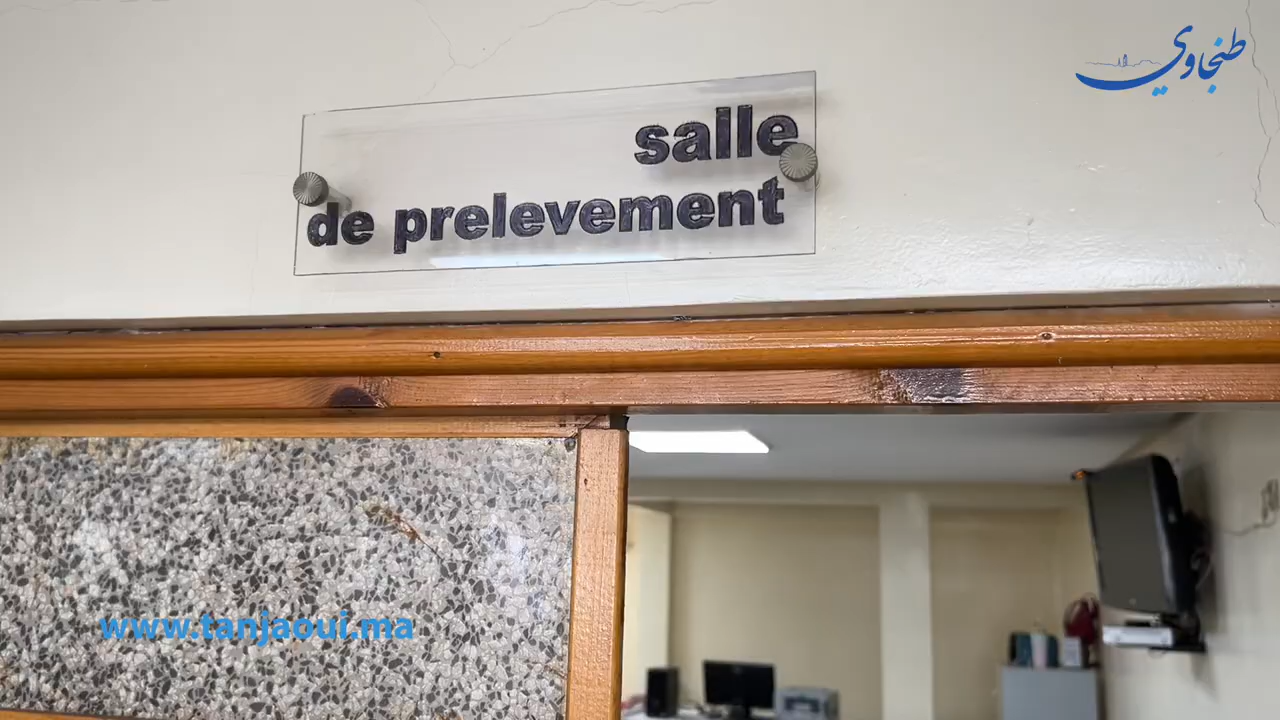 طنجاوي
salle
de prelevement
www.tanjaoui.ma